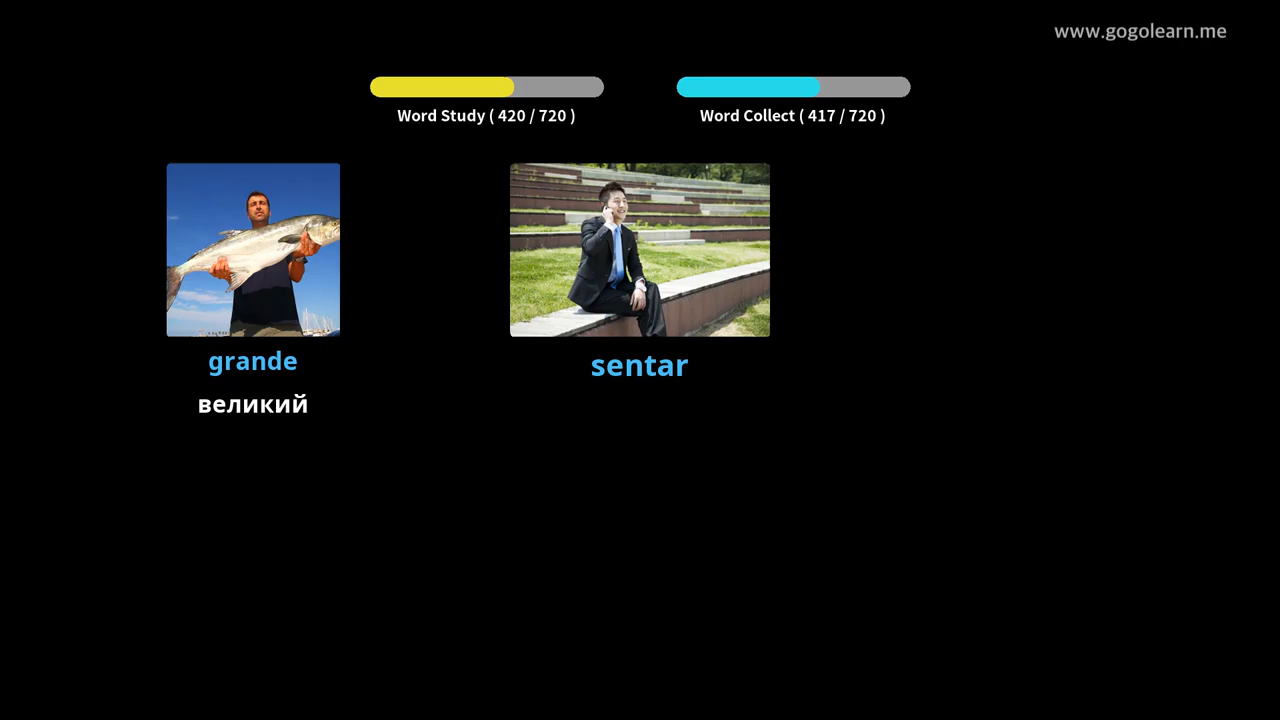 www.gogolearn.me
Word Study ( 420 / 720 )
Word Collect ( 417 / 720 )
grande
великий
sentar